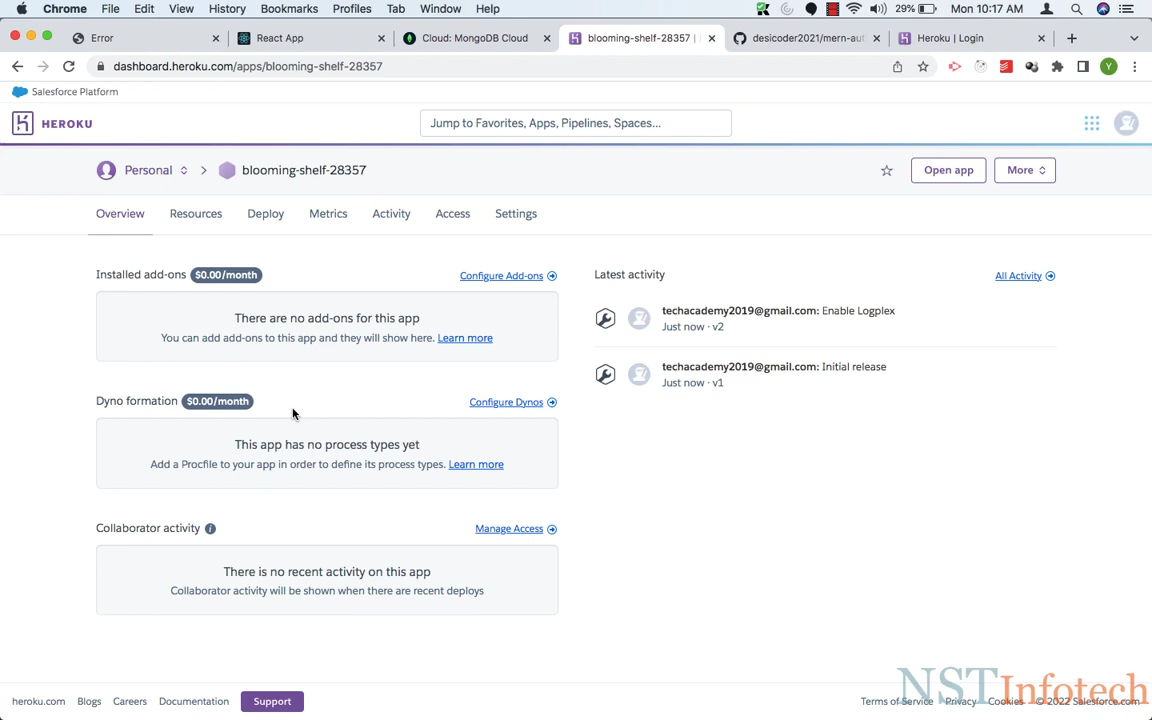 Chrome File Edit View History Bookmarks Profiles Tab Window Help 29% Mon 10:17 AM
Error React App Cloud: MongoDB Cloud blooming-shelf-28357 | desicoder2021/mern-aut Heroku | Login
dashboard.heroku.com/apps/blooming-shelf-28357 Y
Salesforce Platform
HEROKU Jump to Favorites, Apps, Pipelines, Spaces...
Personal blooming-shelf-28357 Open app More
Overview Resources Deploy Metrics Activity Access Settings
Installed add-ons $0.00/month Configure Add-ons
There are no add-ons for this app
You can add add-ons to this app and they will show here. Learn more
Dyno formation $0.00/month Configure Dynos
This app has no process types yet
Add a Procfile to your app in order to define its process types. Learn more
Collaborator activity Manage Access
There is no recent activity on this app
Collaborator activity will be shown when there are recent deploys
Latest activity All Activity
techacademy2019@gmail.com: Enable Logplex
Just now · v2
techacademy2019@gmail.com: Initial release
Just now · v1
heroku.com Blogs Careers Documentation Support Terms of Service Privacy Cookies © 2022 Salesforce.com
NSTInfotech